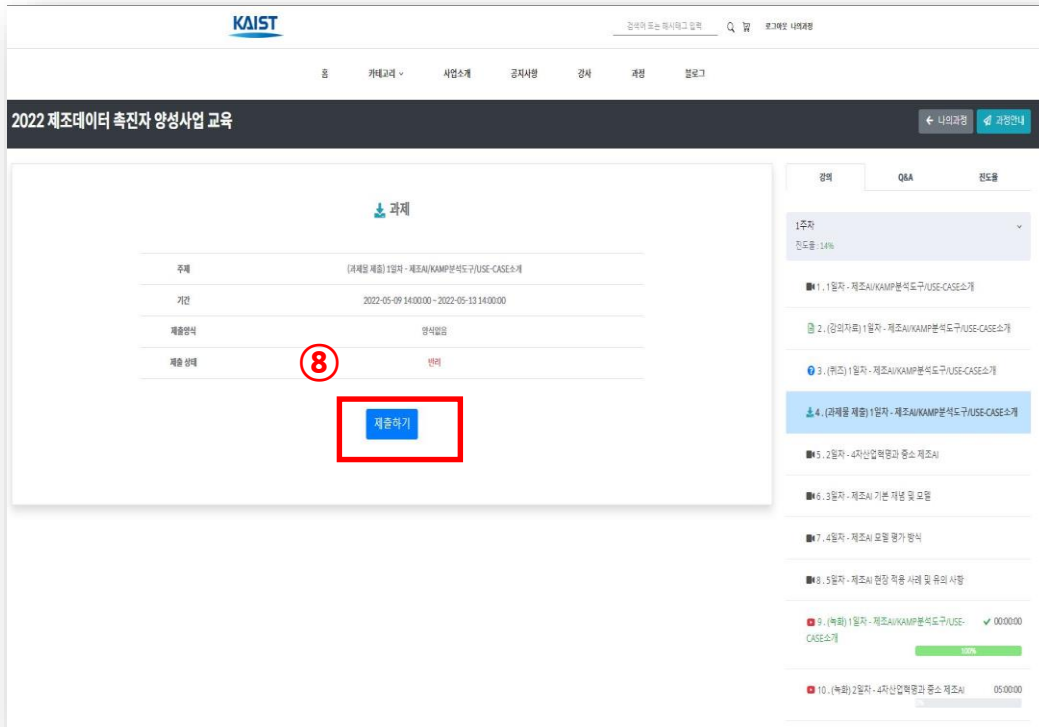 KAIST
검색어 또는 해시태그 입력
로그아웃 나의과정
홈 카테고리 사업소개 공지사항 강사 과정 블로그
2022 제조데이터 촉진자 양성사업 교육
← 나의과정 과정안내
과제
주제 (과제물 제출) 1일차 - 제조AI/KAMP분석도구/USE-CASE소개
기간 2022-05-09 14:00:00 ~ 2022-05-13 14:00:00
제출양식 양식없음
제출 상태 반려
⑧
제출하기
강의 Q&A 진도율
1주차
진도율 : 14%
1 . 1일차 - 제조AI/KAMP분석도구/USE-CASE소개
2 . (강의자료) 1일차 - 제조AI/KAMP분석도구/USE-CASE소개
3 . (퀴즈) 1일차 - 제조AI/KAMP분석도구/USE-CASE소개
4 . (과제물 제출) 1일차 - 제조AI/KAMP분석도구/USE-CASE소개
5 . 2일차 - 4차산업혁명과 중소 제조AI
6 . 3일차 - 제조AI 기본 개념 및 모델
7 . 4일차 - 제조AI 모델 평가 방식
8 . 5일차 - 제조AI 현장 적용 사례 및 유의 사항
9 . (녹화) 1일차 - 제조AI/KAMP분석도구/USE- 00:00:00
CASE소개
100%
10 . (녹화) 2일차 - 4차산업혁명과 중소 제조AI 05:00:00